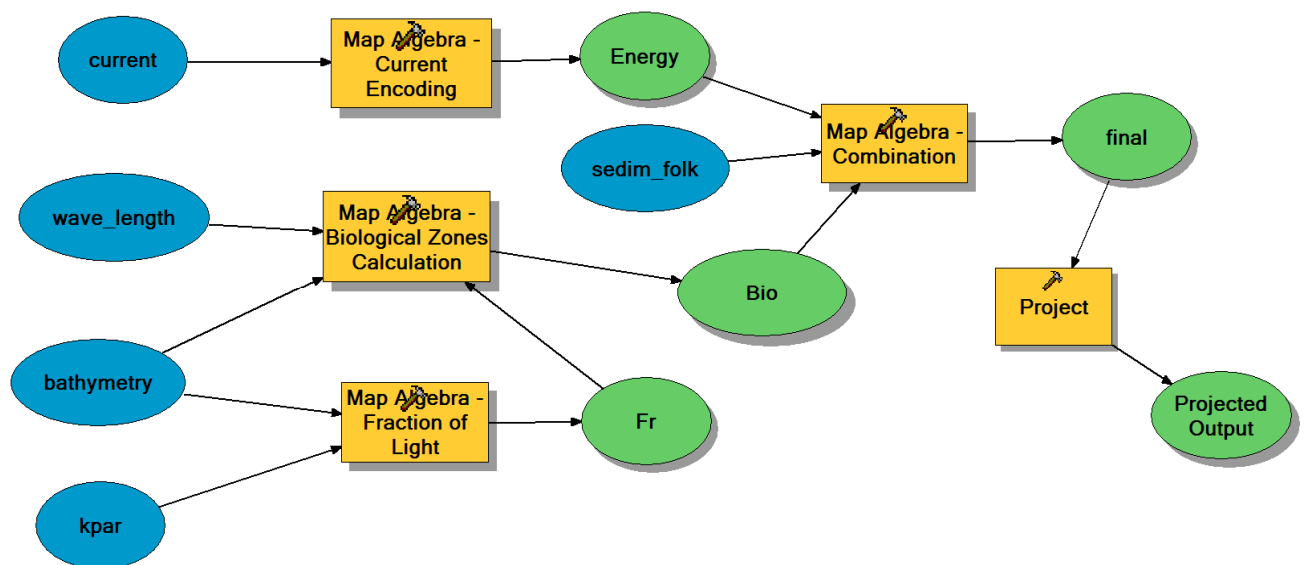 current
Map Algebra -
Current
Encoding
Energy
sedim_folk
Map Algebra -
Combination
final
wave_length
Map Algebra -
Biological Zones
Calculation
Bio
Project
bathymetry
Map Algebra -
Fraction of
Light
Fr
Projected
Output
kpar